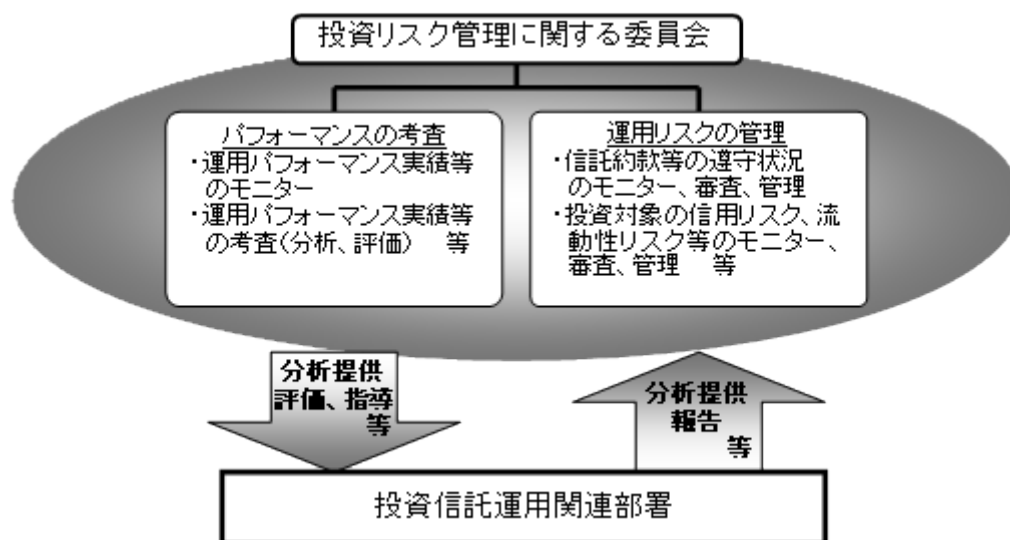 投資リスク管理に関する委員会
パフォーマンスの考査
・運用パフォーマンス実績等
のモニター
・運用パフォーマンス実績等
の考査(分析、評価) 等
運用リスクの管理
・信託約款等の遵守状況
のモニター、審査、管理
・投資対象の信用リスク、流
動性リスク等のモニター、
審査、管理 等
分析提供
評価、指導
等
分析提供
報告
等
投資信託運用関連部署